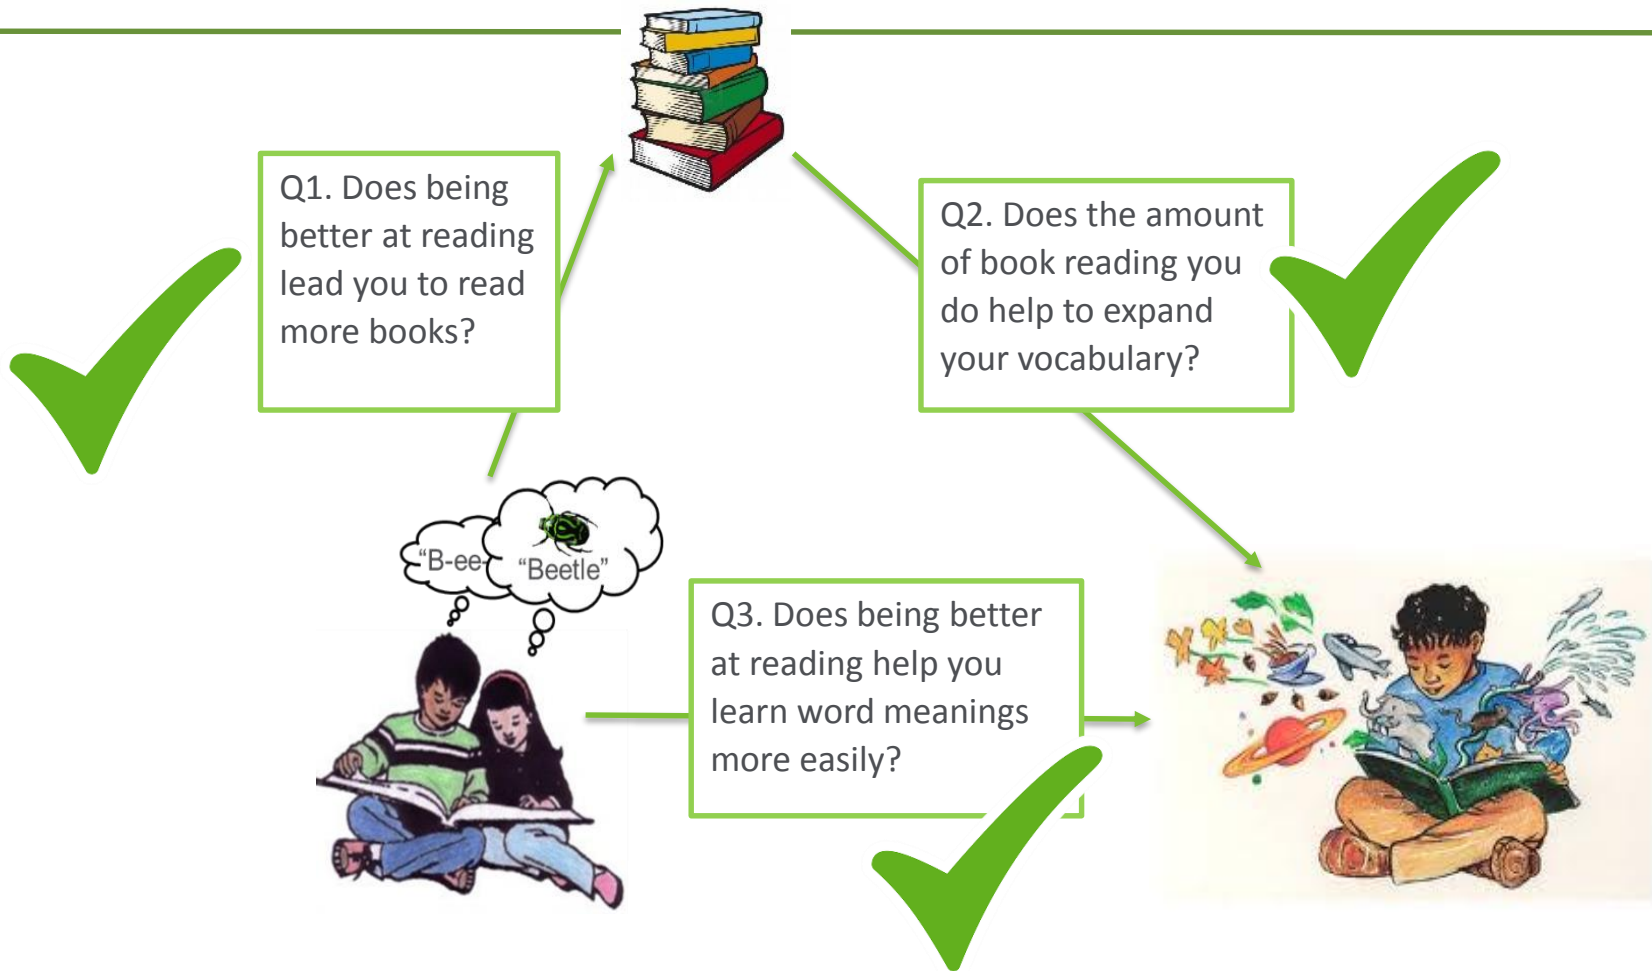 Q1. Does being
better at reading
lead you to read
more books?
Q2. Does the amount
of book reading you
do help to expand
your vocabulary?
"B-ee-
"Beetle"
Q3. Does being better
at reading help you
learn word meanings
more easily?